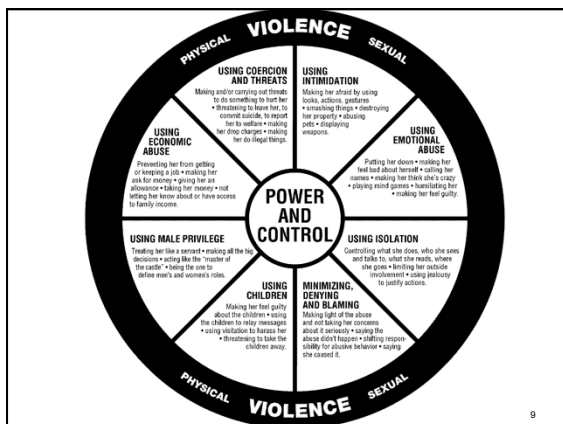 PHYSICAL VIOLENCE SEXUAL
USING COERCION
AND THREATS
Making and/or carrying out threats
to do something to hurt her
• threatening to leave her, to
commit suicide, to report
her to welfare • making
her drop charges • making
her do illegal things.
USING
INTIMIDATION
Making her afraid by using
looks, actions, gestures
• smashing things • destroying
her property • abusing
pets • displaying
weapons.
USING
ECONOMIC
ABUSE
Preventing her from getting
or keeping a job • making her
ask for money • giving her an
allowance • taking her money • not
letting her know about or have access
to family income.
USING
EMOTIONAL
ABUSE
Putting her down • making her
feel bad about herself • calling her
names • making her think she's crazy
• playing mind games • humiliating her
• making her feel guilty.
POWER
AND
CONTROL
USING MALE PRIVILEGE
Treating her like a servant • making all the big
decisions • acting like the "master of
the castle" • being the one to
define men's and women's roles.
USING ISOLATION
Controlling what she does, who she sees
and talks to, what she reads, where
she goes • limiting her outside
involvement • using jealousy
to justify actions.
USING
CHILDREN
Making her feel guilty
about the children • using
the children to relay messages
• using visitation to harass her
• threatening to take the
children away.
MINIMIZING,
DENYING
AND BLAMING
Making light of the abuse
and not taking her concerns
about it seriously • saying the
abuse didn't happen • shifting respon-
sibility for abusive behavior • saying
she caused it.
PHYSICAL VIOLENCE SEXUAL
9